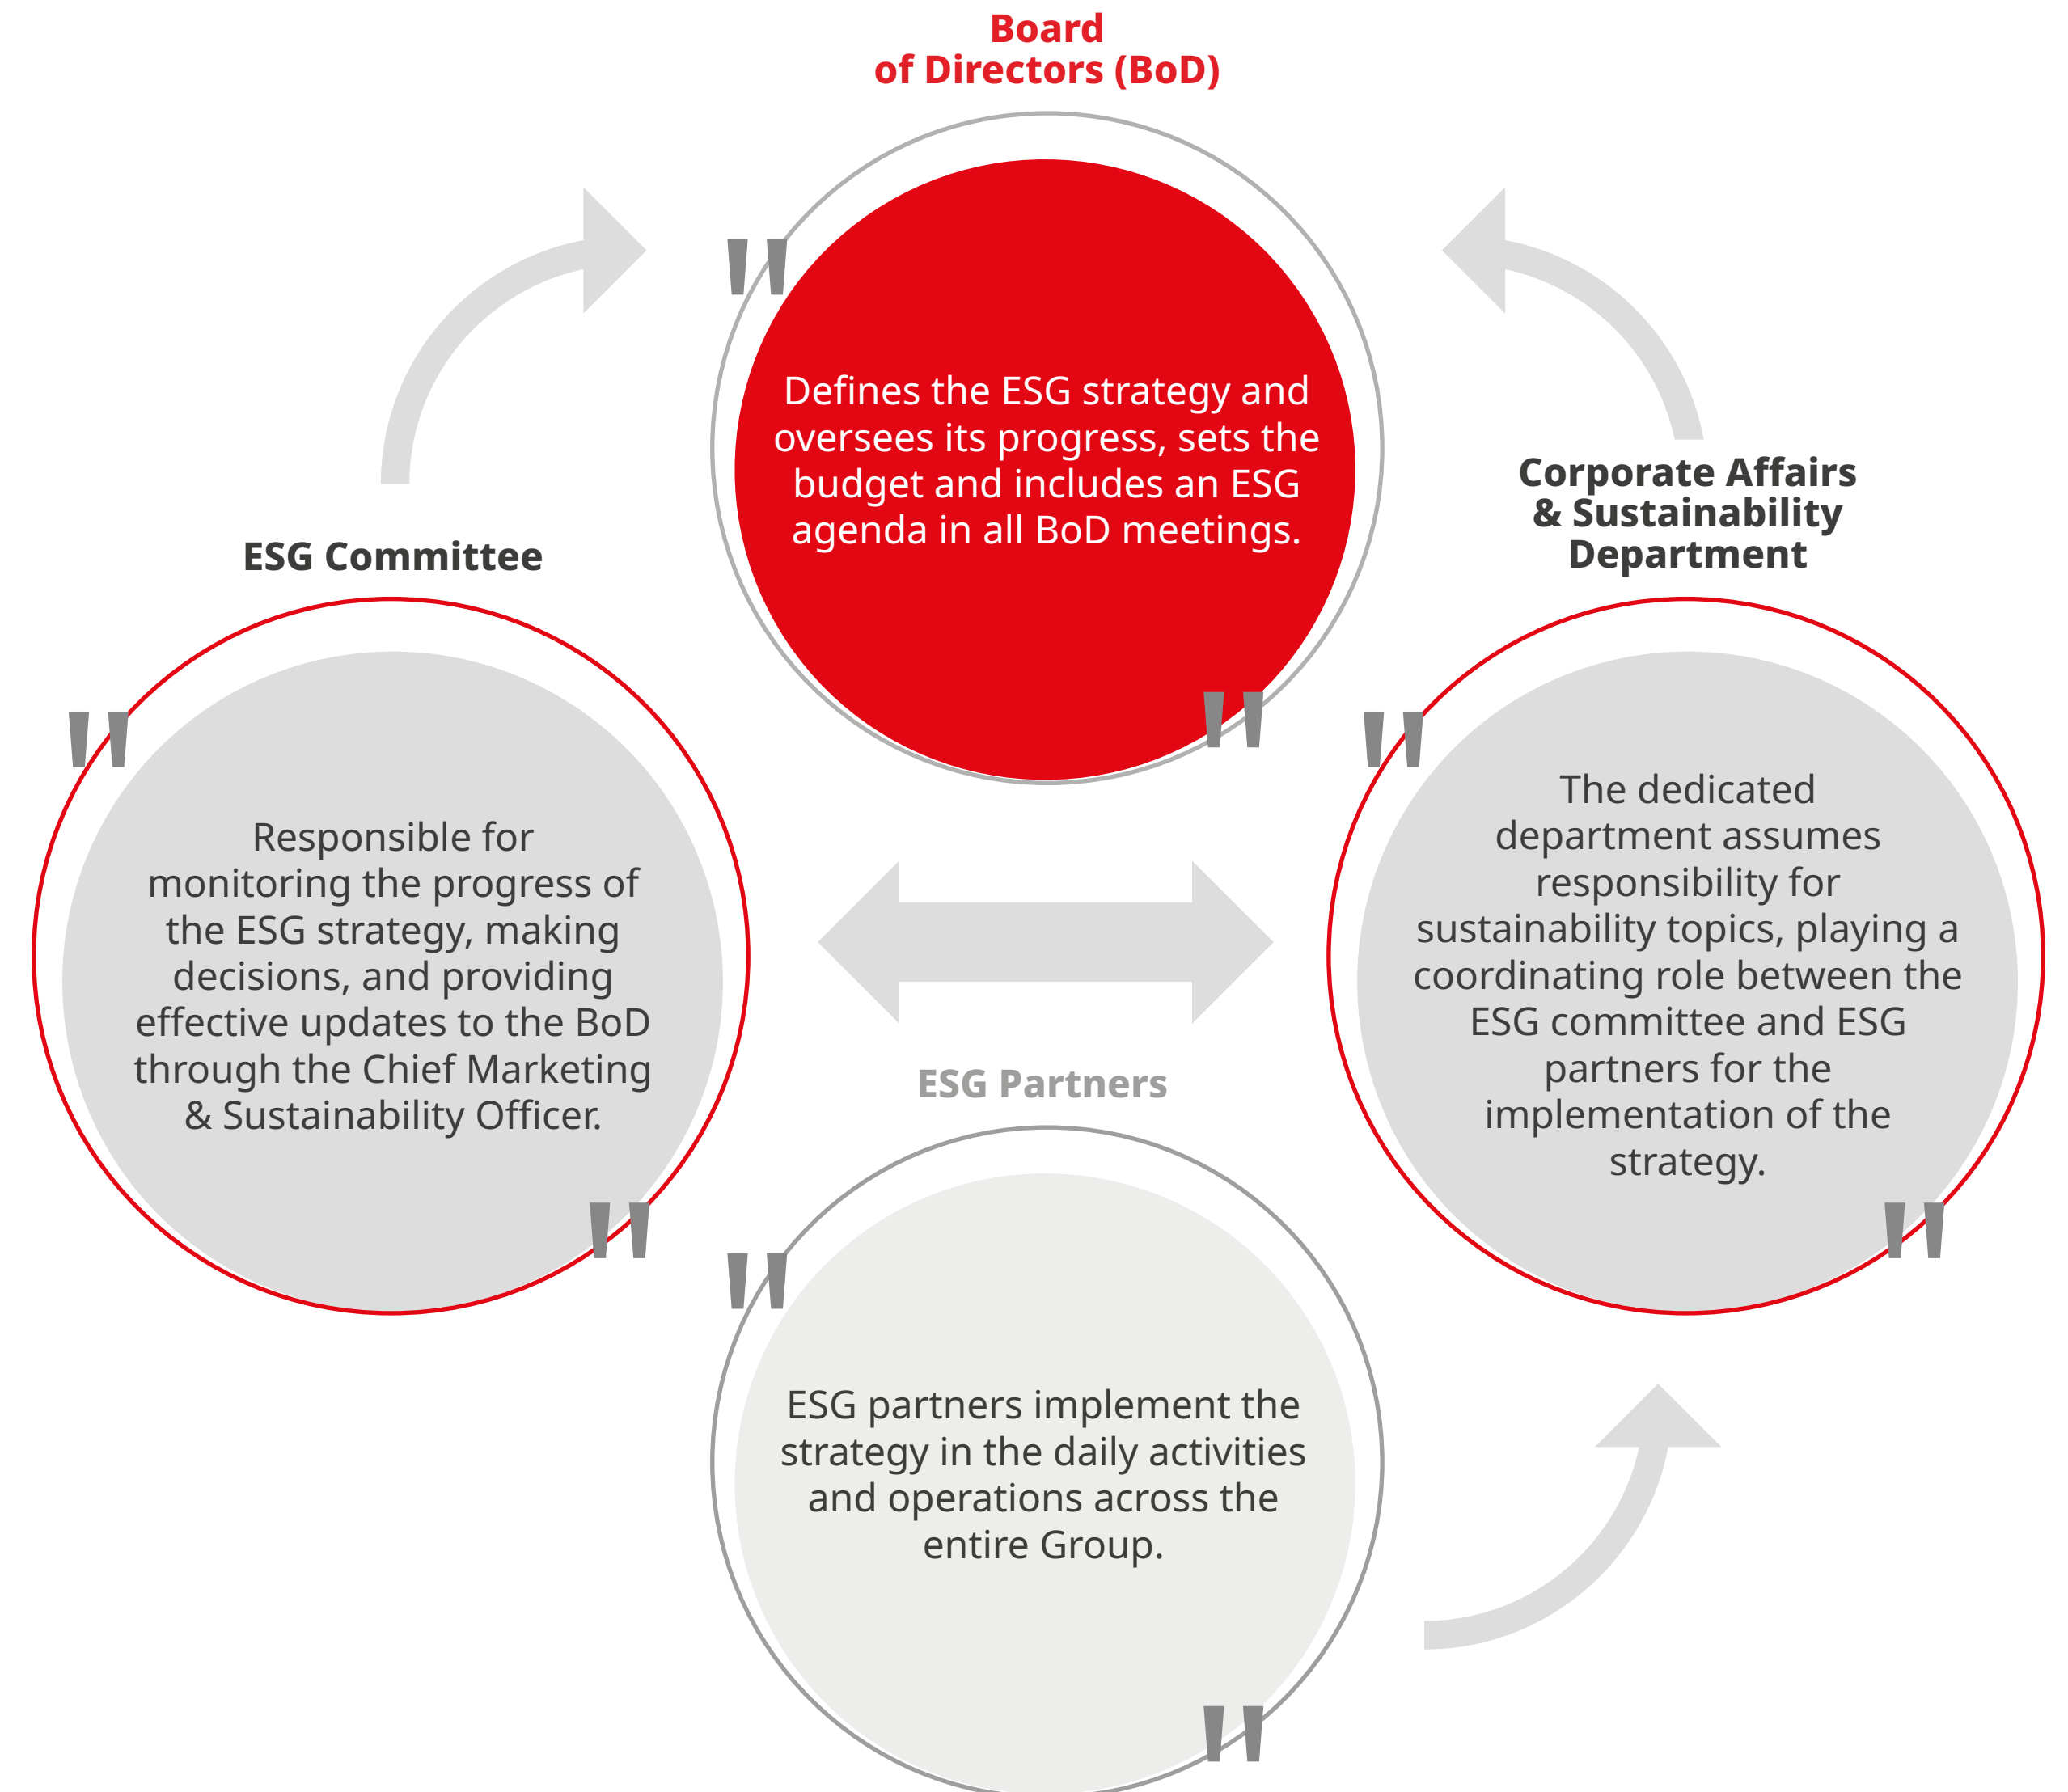 Board
of Directors (BoD)
"
Defines the ESG strategy and
oversees its progress, sets the
budget and includes an ESG
agenda in all BoD meetings.
"
ESG Committee
"
Responsible for
monitoring the progress of
the ESG strategy, making
decisions, and providing
effective updates to the BoD
through the Chief Marketing
& Sustainability Officer.
"
Corporate Affairs
& Sustainability
Department
"
The dedicated
department assumes
responsibility for
sustainability topics, playing a
coordinating role between the
ESG committee and ESG
partners for the
implementation of the
strategy.
"
ESG Partners
"
ESG partners implement the
strategy in the daily activities
and operations across the
entire Group.
"